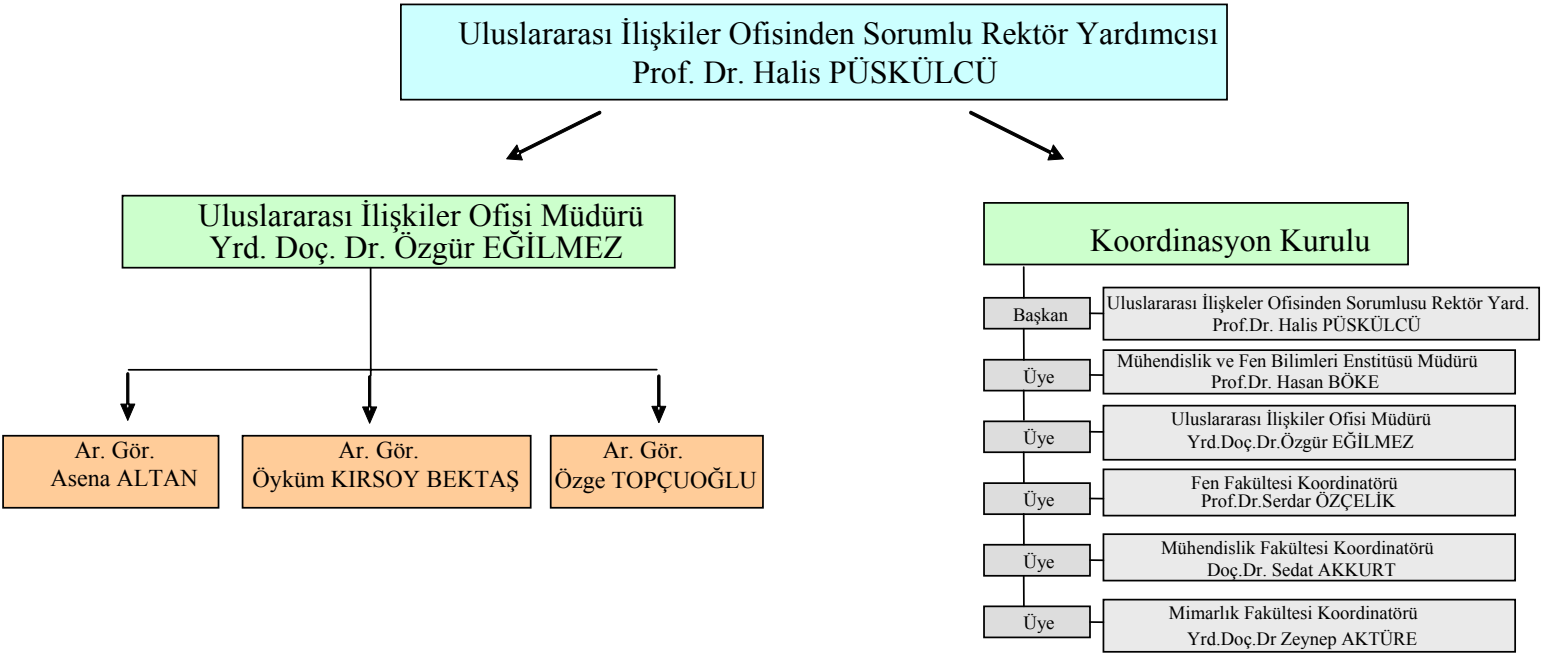 Uluslararası İlişkiler Ofisinden Sorumlu Rektör Yardımcısı
Prof. Dr. Halis PÜSKÜLCÜ
Uluslararası İlişkiler Ofisi Müdürü
Yrd. Doç. Dr. Özgür EĞİLMEZ
Ar. Gör.
Asena ALTAN
Ar. Gör.
Öyküm KIRSOY BEKTAŞ
Ar. Gör.
Özge TOPÇUOĞLU
Koordinasyon Kurulu
Başkan
Uluslararası İlişkeler Ofisinden Sorumlusu Rektör Yard.
Prof.Dr. Halis PÜSKÜLCÜ
Üye
Mühendislik ve Fen Bilimleri Enstitüsü Müdürü
Prof.Dr. Hasan BÖKE
Üye
Uluslararası İlişkiler Ofisi Müdürü
Yrd.Doç.Dr.Özgür EĞİLMEZ
Üye
Fen Fakültesi Koordinatörü
Prof.Dr.Serdar ÖZÇELİK
Üye
Mühendislik Fakültesi Koordinatörü
Doç.Dr. Sedat AKKURT
Üye
Mimarlık Fakültesi Koordinatörü
Yrd.Doç.Dr Zeynep AKTÜRE